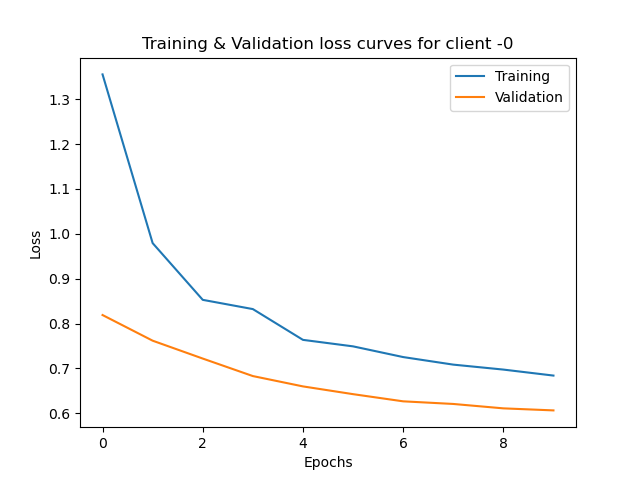 Training & Validation loss curves for client -0
Training
Validation
Loss
1.3
1.2
1.1
1.0
0.9
0.8
0.7
0.6
0 2 4 6 8
Epochs